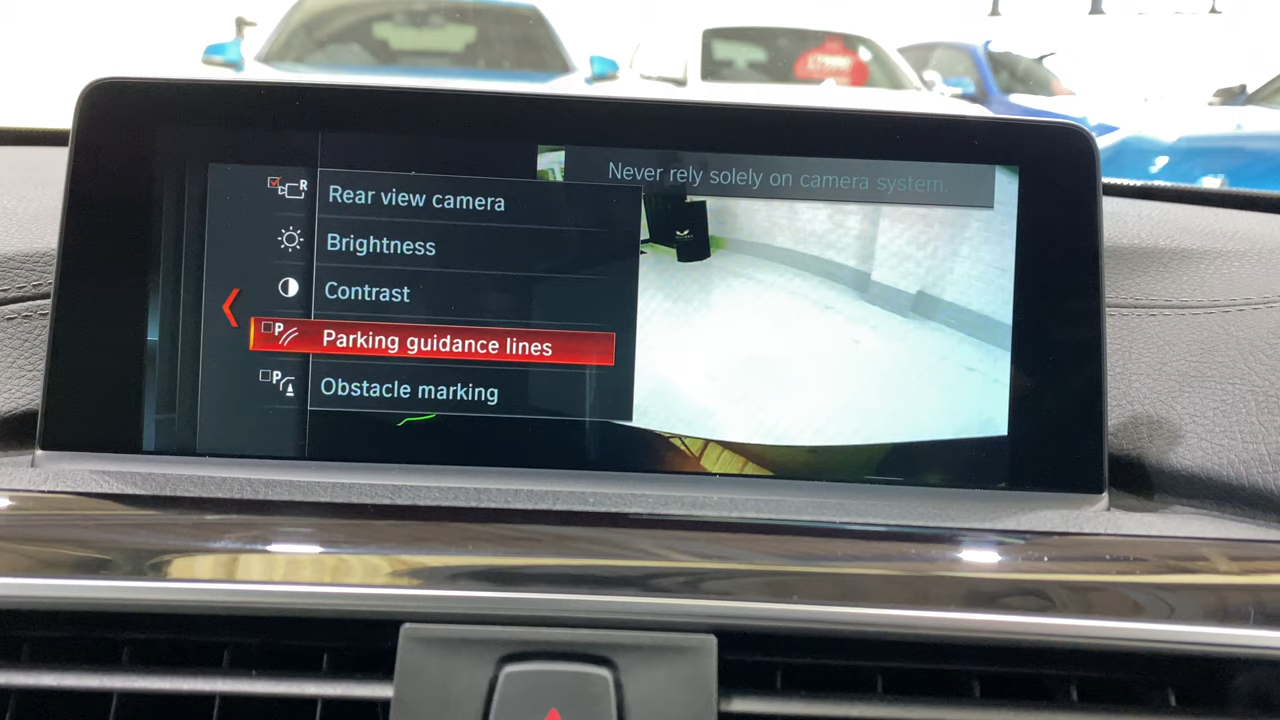 Never rely solely on camera system.
R
Rear view camera
Brightness
Contrast
P
Parking guidance lines
P
Obstacle marking